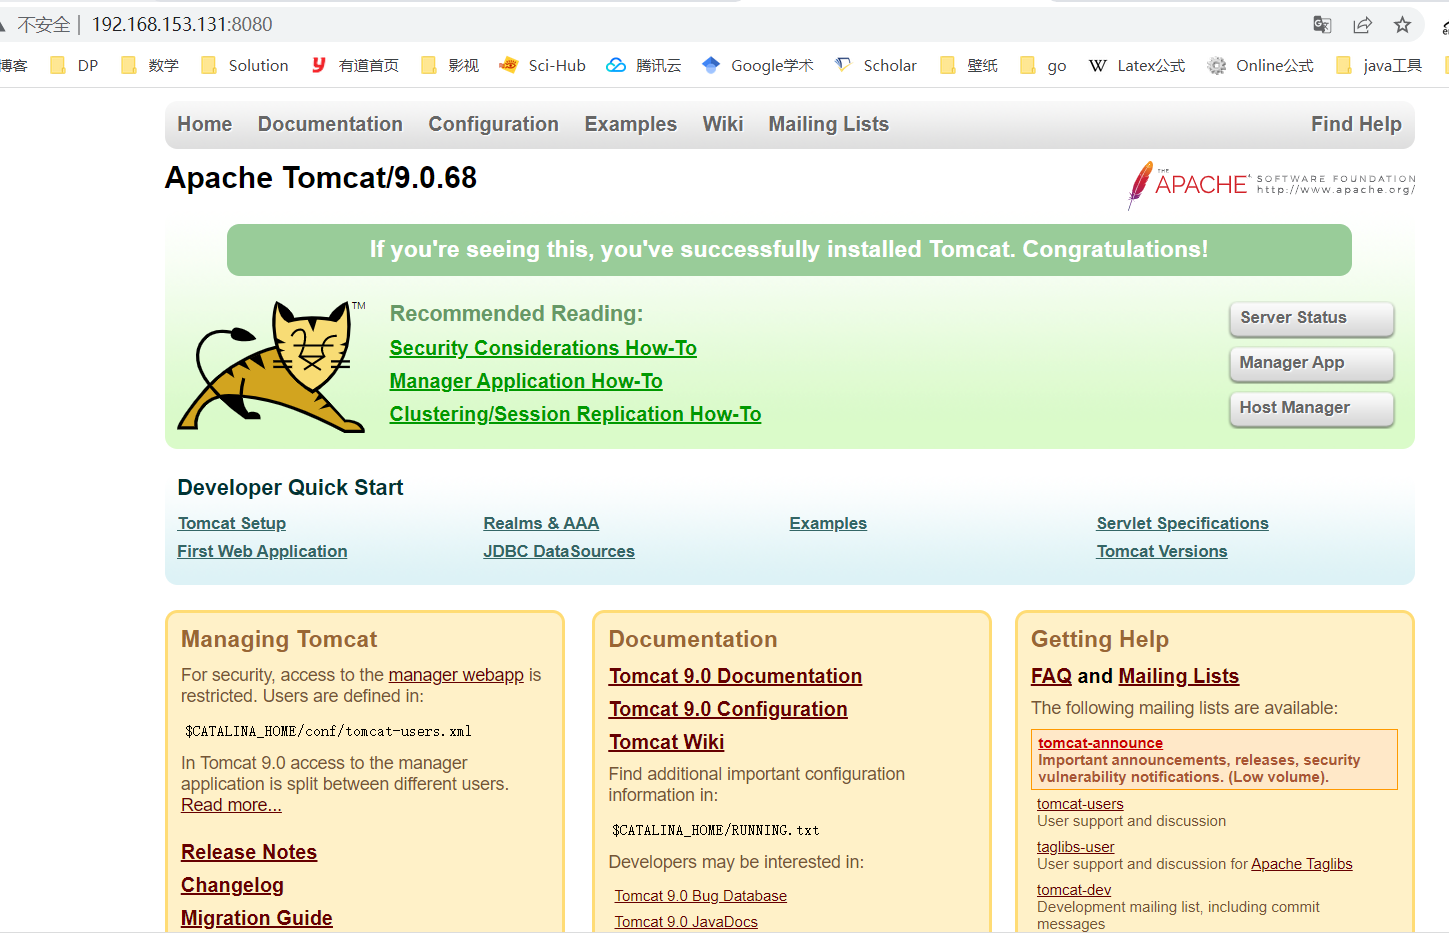 不安全 | 192.168.153.131:8080
博客 DP 数学 Solution 有道首页 影视 Sci-Hub 腾讯云 Google学术 Scholar 壁纸 go W Latex公式 Online公式 java工具
Home Documentation Configuration Examples Wiki Mailing Lists Find Help
Apache Tomcat/9.0.68
THE APACHE SOFTWARE FOUNDATION
http://www.apache.org/
If you're seeing this, you've successfully installed Tomcat. Congratulations!
TM
Recommended Reading:
Security Considerations How-To
Manager Application How-To
Clustering/Session Replication How-To
Server Status
Manager App
Host Manager
Developer Quick Start
Tomcat Setup Realms & AAA Examples Servlet Specifications
First Web Application JDBC DataSources Tomcat Versions
Managing Tomcat
For security, access to the manager webapp is
restricted. Users are defined in:
$CATALINA_HOME/conf/tomcat-users.xml
In Tomcat 9.0 access to the manager
application is split between different users.
Read more...
Release Notes
Changelog
Migration Guide
Documentation
Tomcat 9.0 Documentation
Tomcat 9.0 Configuration
Tomcat Wiki
Find additional important configuration
information in:
$CATALINA_HOME/RUNNING.txt
Developers may be interested in:
Tomcat 9.0 Bug Database
Tomcat 9.0 JavaDocs
Getting Help
FAQ and Mailing Lists
The following mailing lists are available:
tomcat-announce
Important announcements, releases, security
vulnerability notifications. (Low volume).
tomcat-users
User support and discussion
taglibs-user
User support and discussion for Apache Taglibs
tomcat-dev
Development mailing list, including commit
messages